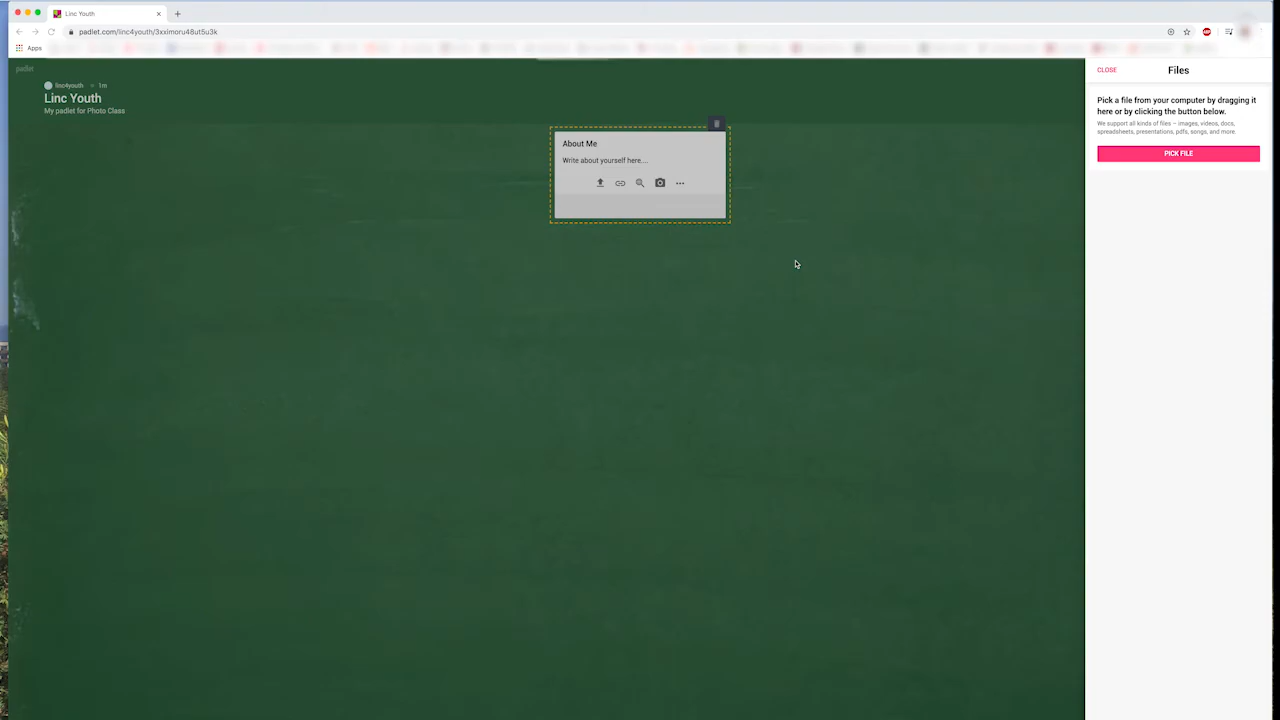 Linc Youth
padlet.com/linc4youth/3xximoru48ut5u3k
Apps
padlet
linc4youth 1m
Linc Youth
My padlet for Photo Class
About Me
Write about yourself here....
CLOSE
Files
Pick a file from your computer by dragging it
here or by clicking the button below.
We support all kinds of files – images, videos, docs,
spreadsheets, presentations, pdfs, songs, and more.
PICK FILE